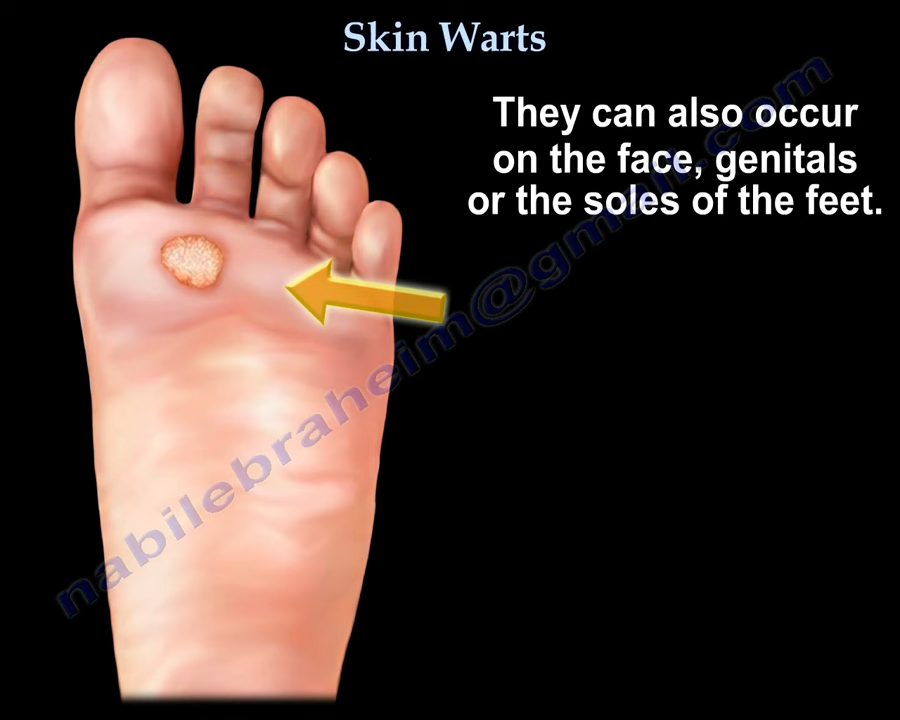 Skin Warts
They can also occur
on the face, genitals
or the soles of the feet.
nabilebraheim@gmail.com